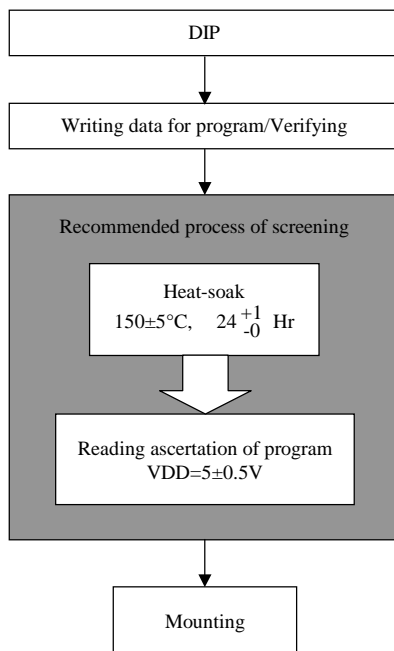 DIP
Writing data for program/Verifying
Recommended process of screening
Heat-soak
150±5°C, 24 +1 -0 Hr
Reading ascertation of program
VDD=5±0.5V
Mounting